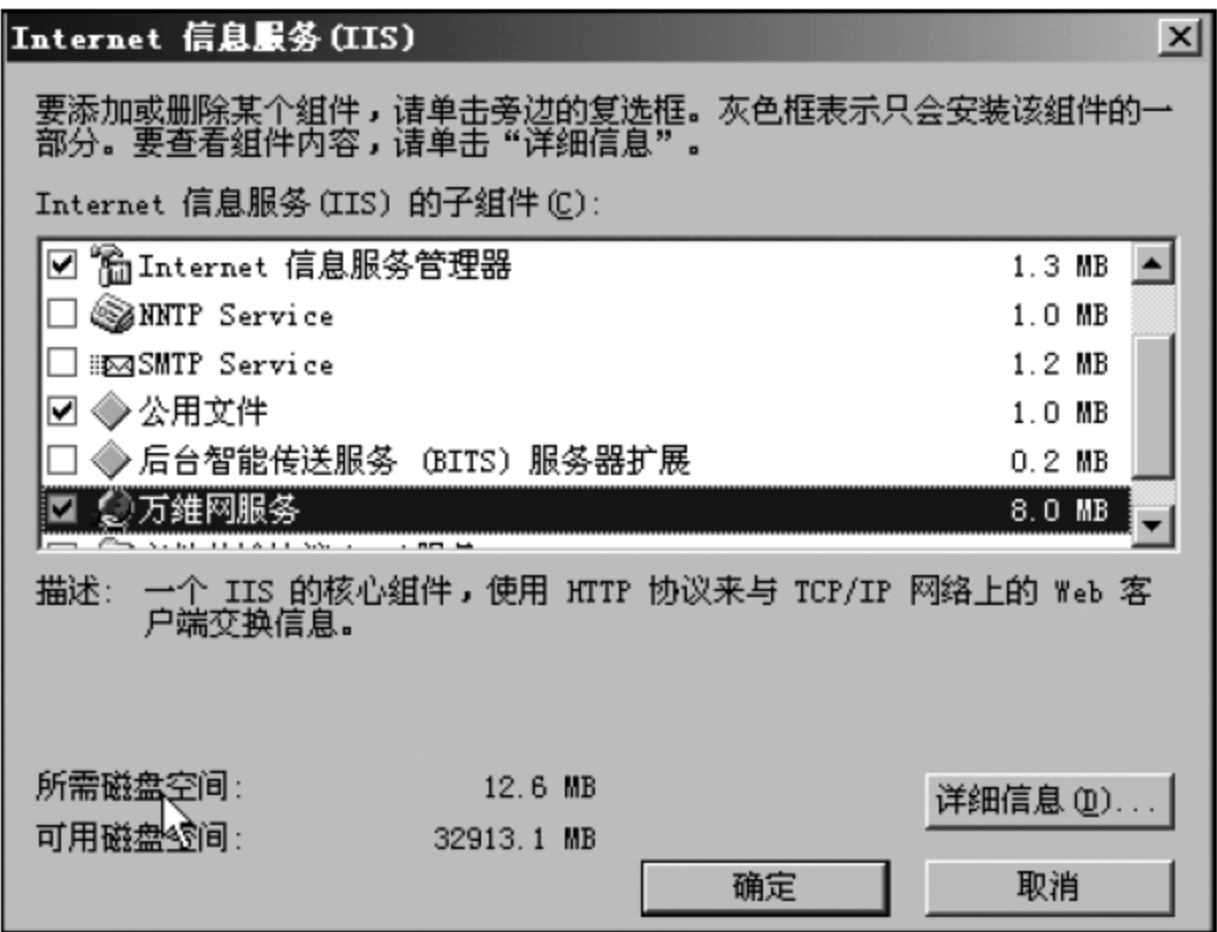 Internet 信息服务(IIS)
要添加或删除某个组件，请单击旁边的复选框。灰色框表示只会安装该组件的一
部分。要查看组件内容，请单击“详细信息”。
Internet 信息服务(IIS) 的子组件(C):
Internet 信息服务管理器 1.3 MB
NNTP Service 1.0 MB
SMTP Service 1.2 MB
公用文件 1.0 MB
后台智能传送服务 (BITS) 服务器扩展 0.2 MB
万维网服务 8.0 MB
描述: 一个 IIS 的核心组件，使用 HTTP 协议来与 TCP/IP 网络上的 Web 客
户端交换信息。
所需磁盘空间: 12.6 MB
详细信息(D)...
可用磁盘空间: 32913.1 MB
确定 取消